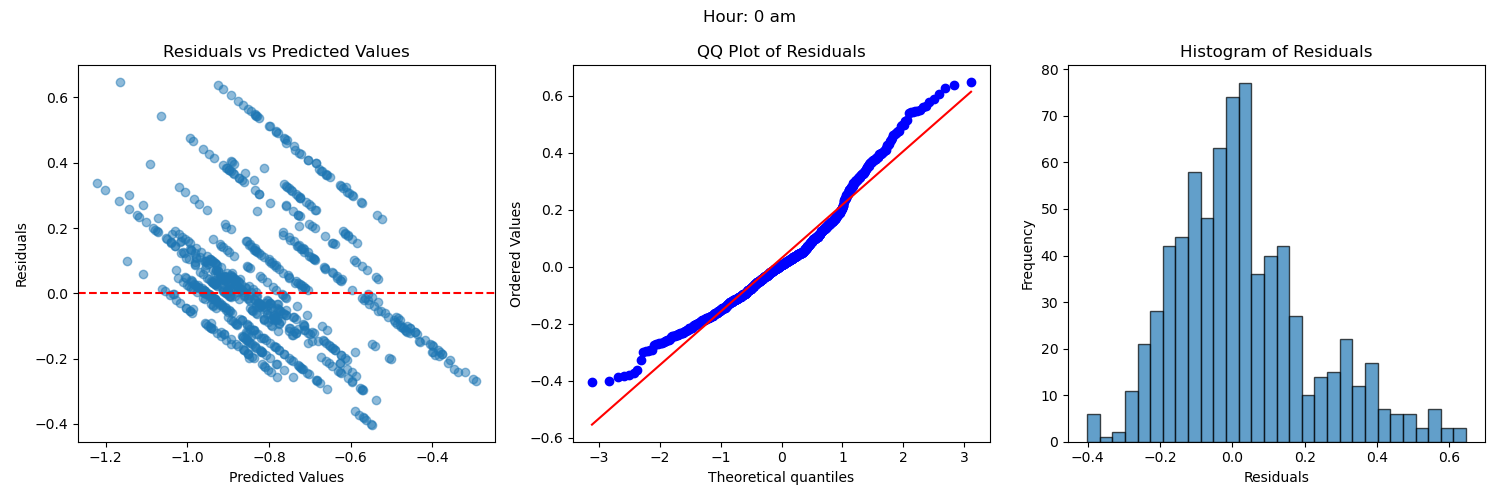 Hour: 0 am
Residuals vs Predicted Values
Residuals
0.6
0.4
0.2
0.0
−0.2
−0.4
−1.2 −1.0 −0.8 −0.6 −0.4
Predicted Values
QQ Plot of Residuals
Ordered Values
0.6
0.4
0.2
0.0
−0.2
−0.4
−0.6
−3 −2 −1 0 1 2 3
Theoretical quantiles
Histogram of Residuals
Frequency
80
70
60
50
40
30
20
10
0
−0.4 −0.2 0.0 0.2 0.4 0.6
Residuals